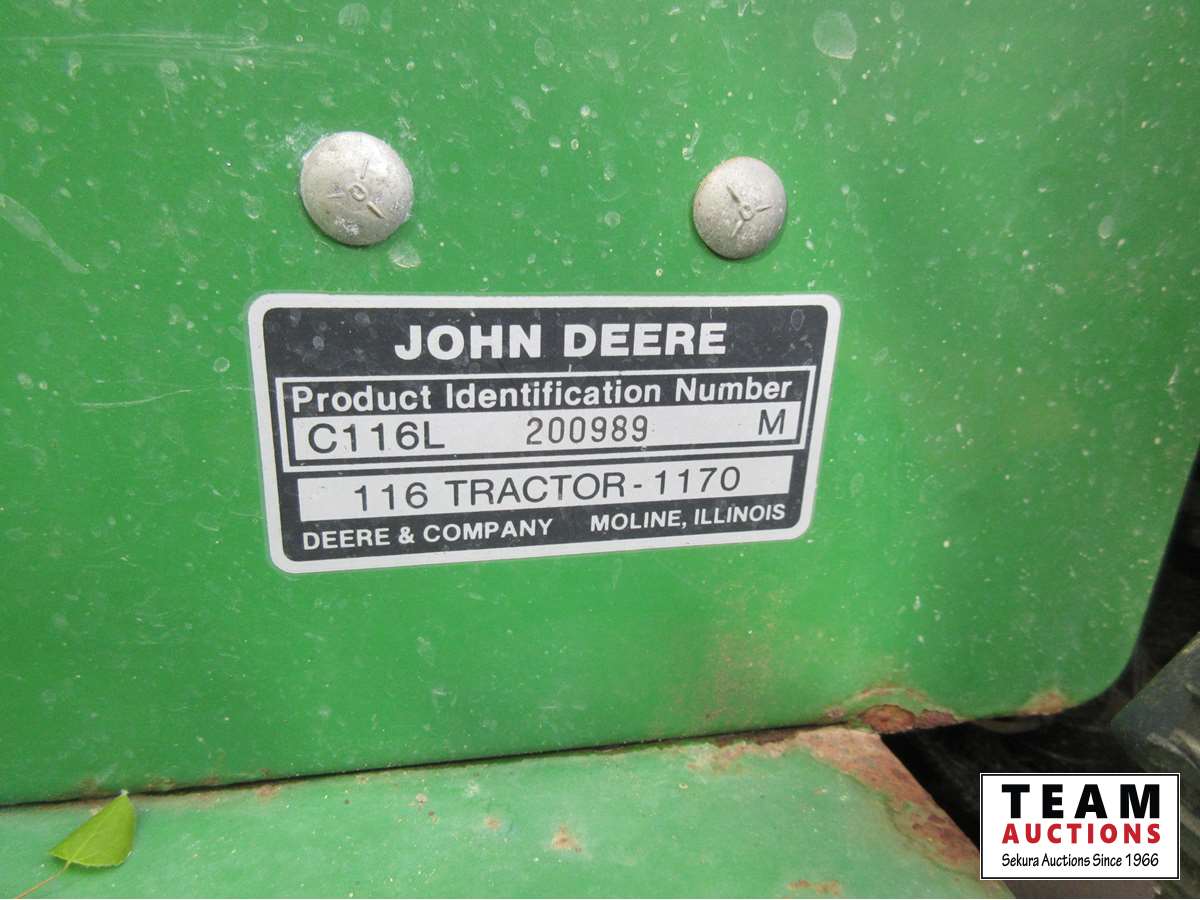 JOHN DEERE
Product Identification Number
C116L 200989 M
116 TRACTOR - 1170
DEERE & COMPANY MOLINE, ILLINOIS
TEAM
AUCTIONS
Sekura Auctions Since 1966